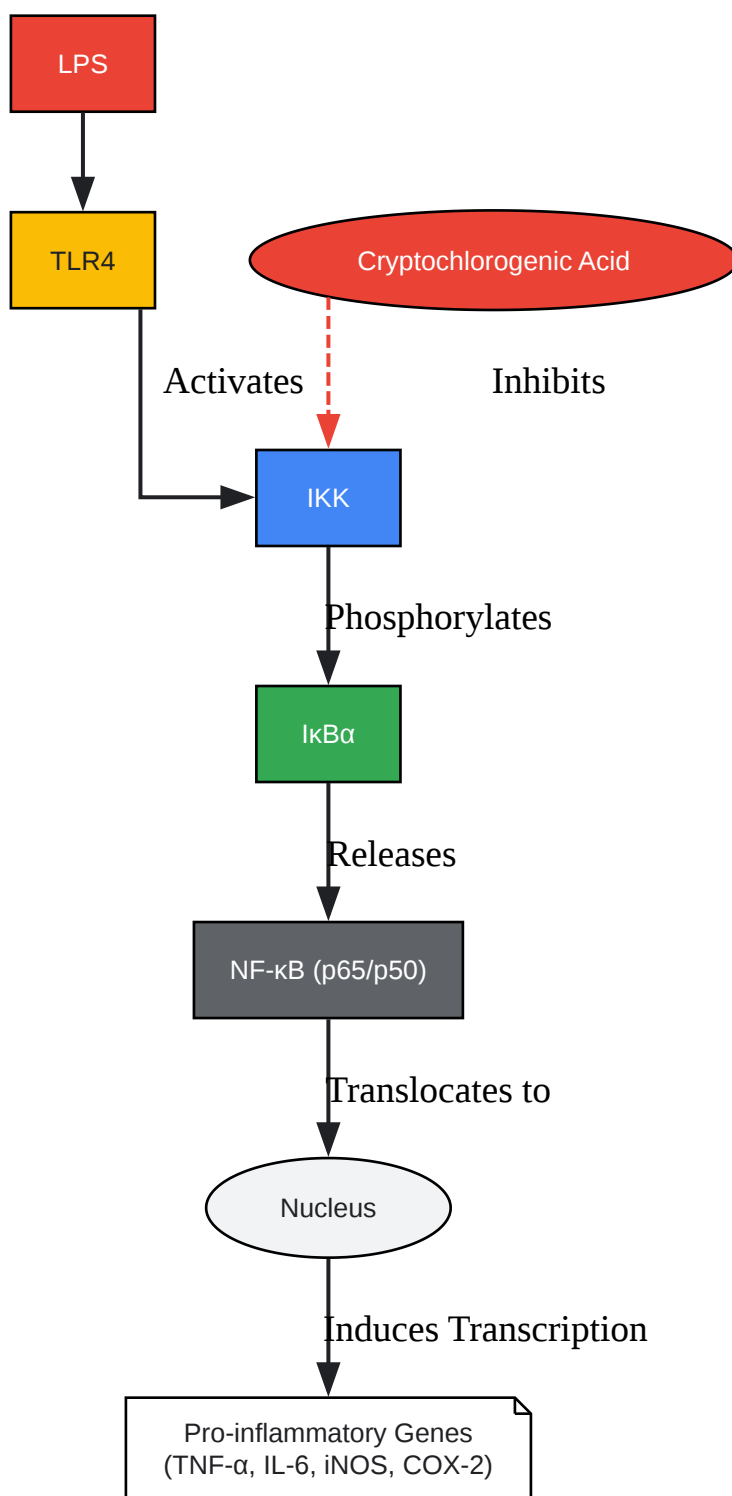 LPS
TLR4
Cryptochlorogenic Acid
Activates
Inhibits
IKK
Phosphorylates
IκBα
Releases
NF-κB (p65/p50)
Translocates to
Nucleus
Induces Transcription
Pro-inflammatory Genes
(TNF-α, IL-6, iNOS, COX-2)